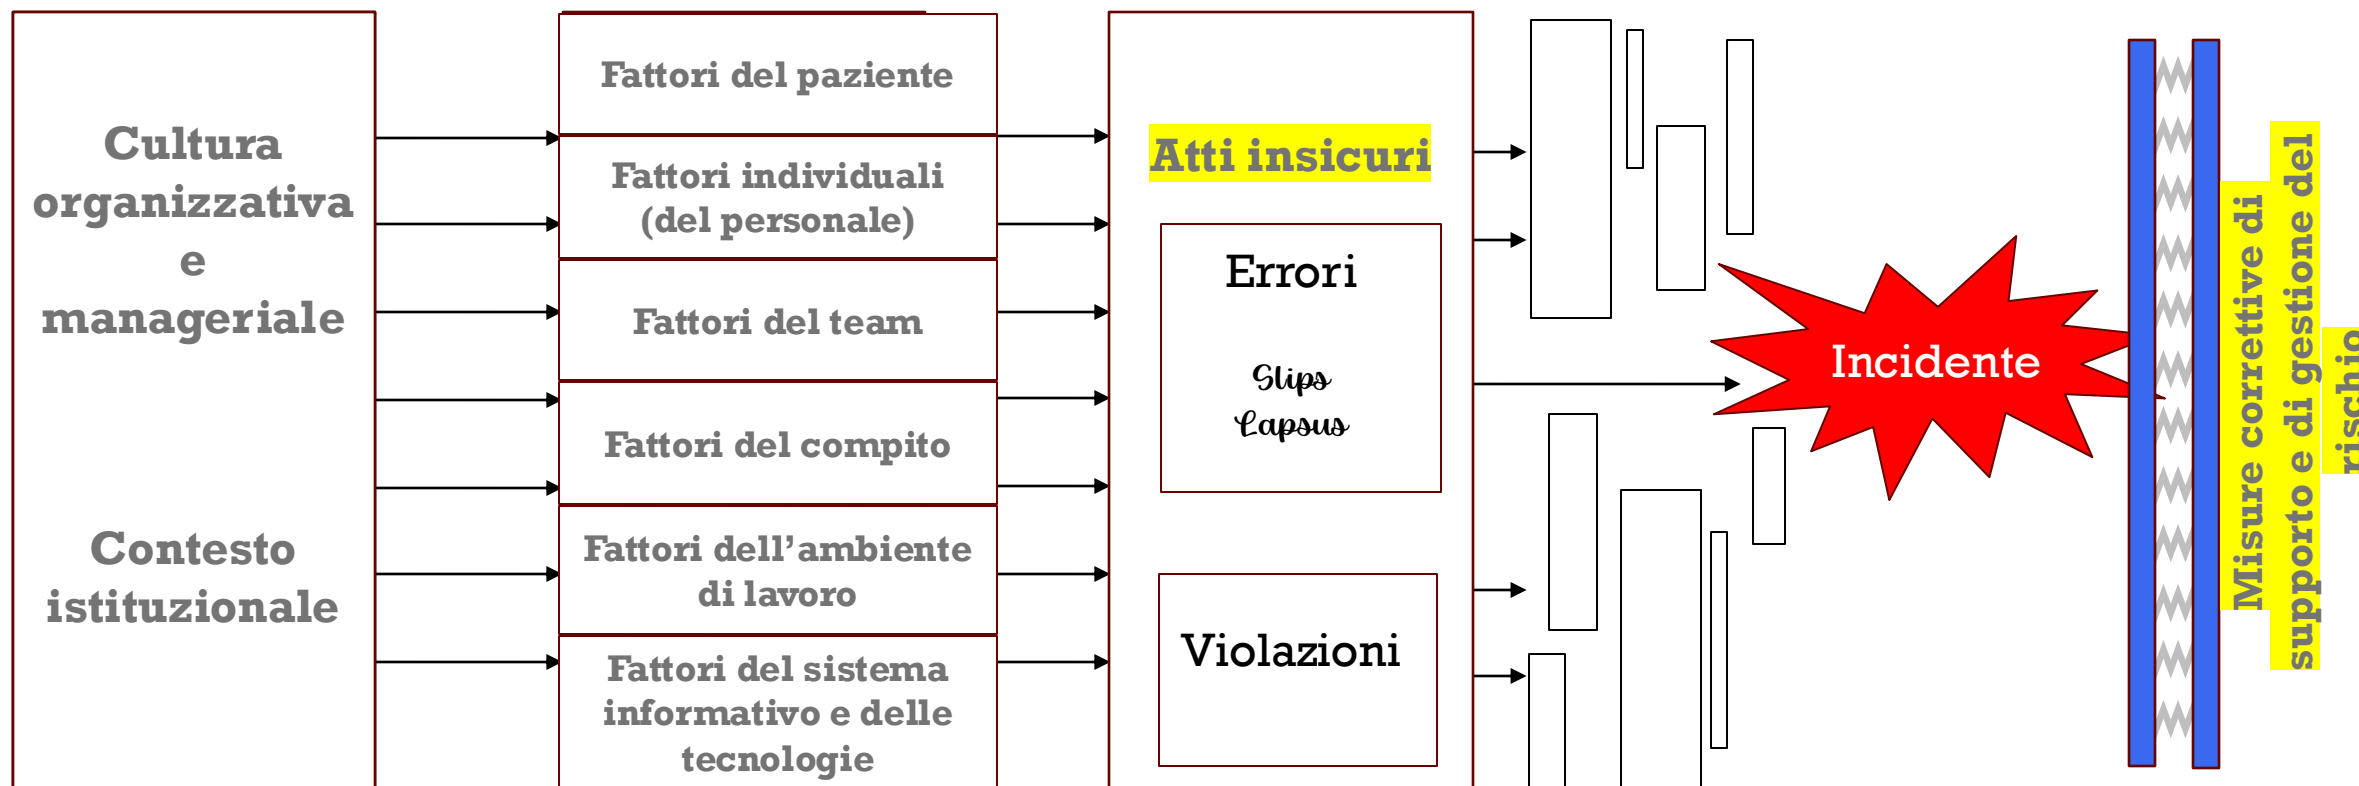 Cultura
organizzativa
e
manageriale
Contesto
istituzionale
Fattori del paziente
Fattori individuali
(del personale)
Fattori del team
Fattori del compito
Fattori dell’ambiente
di lavoro
Fattori del sistema
informativo e delle
tecnologie
Atti insicuri
Errori
Slips
Lapsus
Violazioni
Incidente
Misure correttive di
supporto e di gestione del
rischio